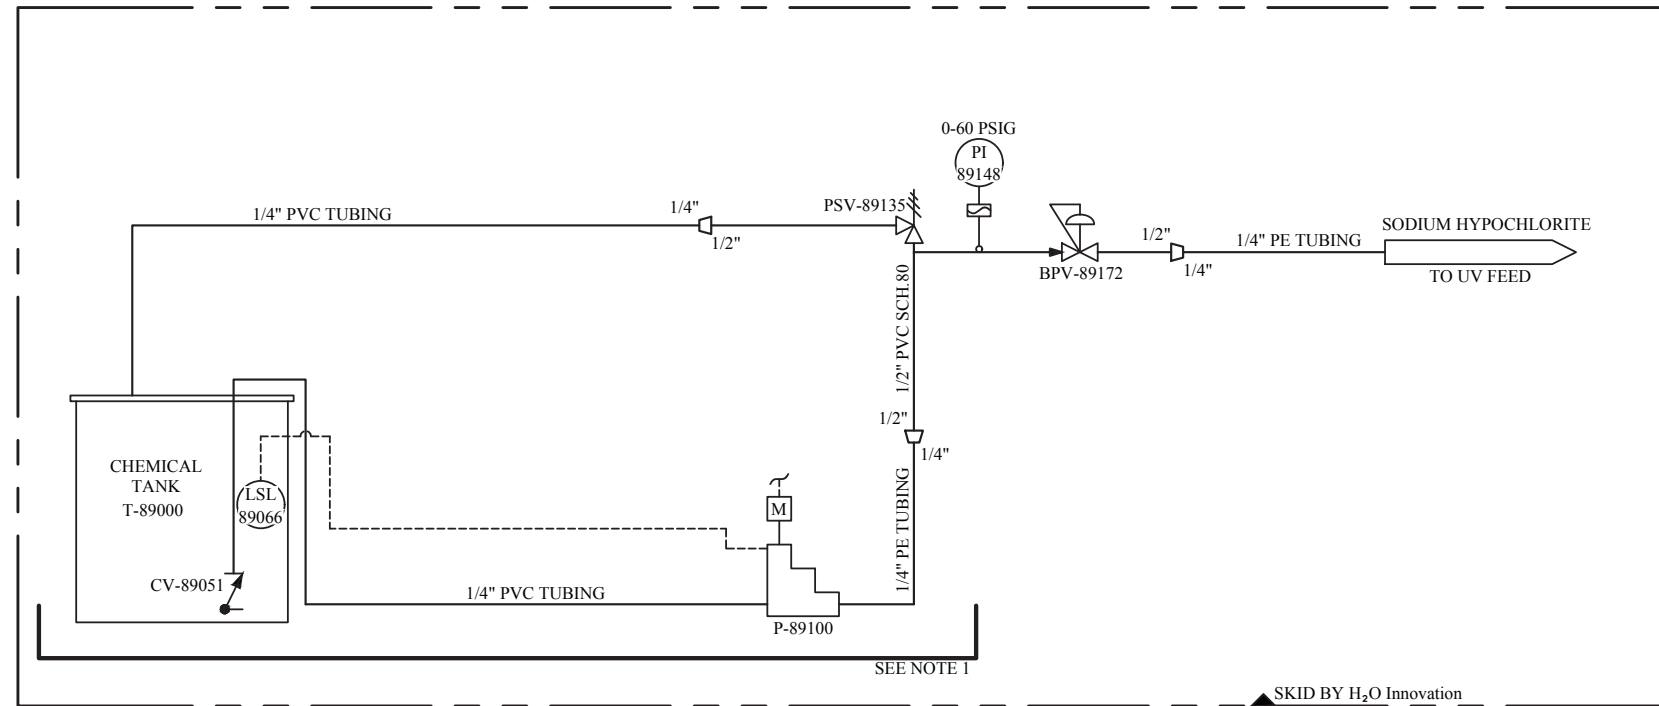 0-60 PSIG
PI
89148
1/4" PVC TUBING
1/4"
1/2"
PSV-89135
BPV-89172
1/2"
1/4"
1/4" PE TUBING
SODIUM HYPOCHLORITE
TO UV FEED
1/2" PVC SCH.80
1/2"
1/4"
1/4" PE TUBING
CHEMICAL
TANK
T-89000
LSL
89066
M
CV-89051
1/4" PVC TUBING
P-89100
SEE NOTE 1
SKID BY H₂O Innovation